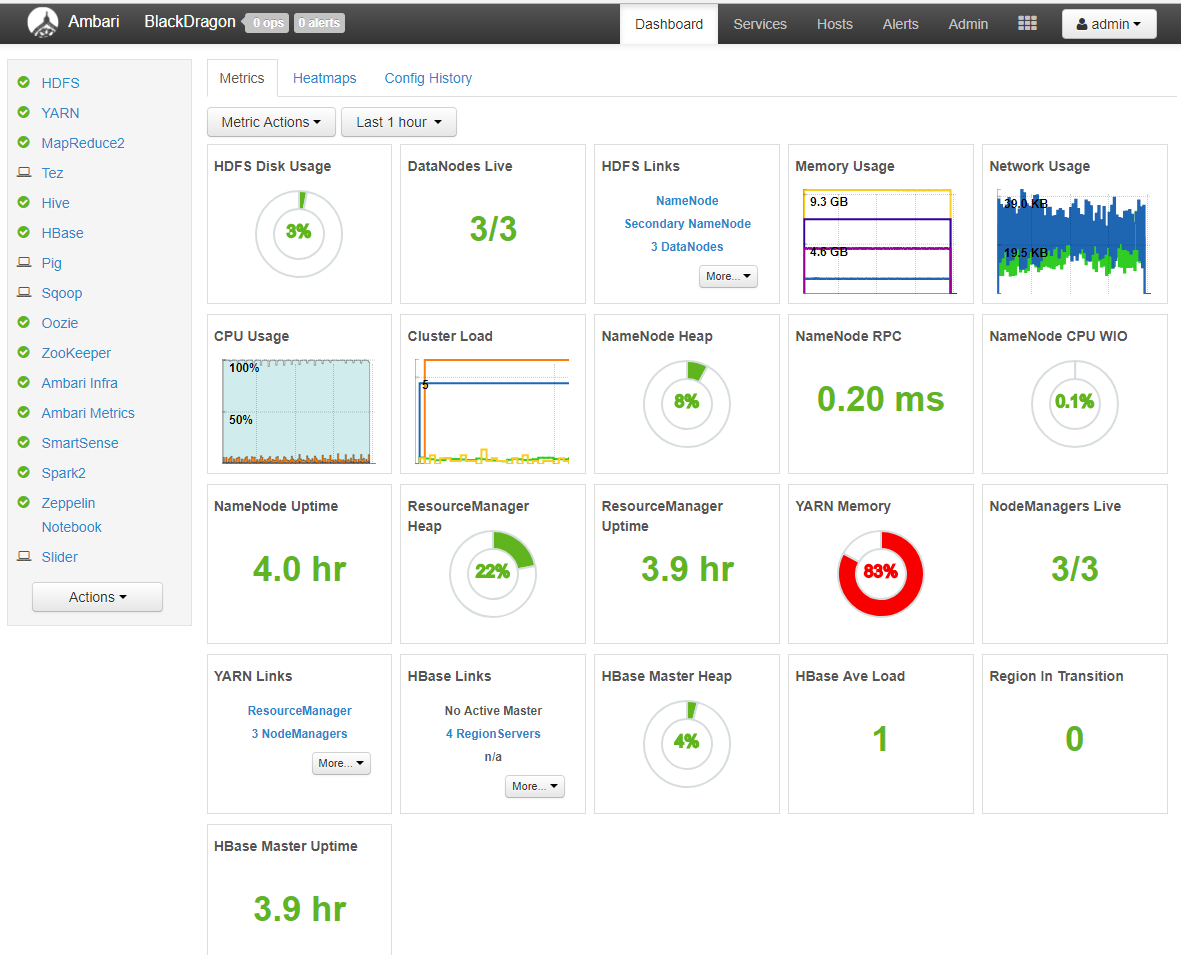 Ambari BlackDragon 0 ops 0 alerts Dashboard Services Hosts Alerts Admin admin
HDFS
YARN
MapReduce2
Tez
Hive
HBase
Pig
Sqoop
Oozie
ZooKeeper
Ambari Infra
Ambari Metrics
SmartSense
Spark2
Zeppelin
Notebook
Slider
Actions
Metrics Heatmaps Config History
Metric Actions Last 1 hour
HDFS Disk Usage
3%
DataNodes Live
3/3
HDFS Links
NameNode
Secondary NameNode
3 DataNodes
More...
Memory Usage
9.3 GB
4.6 GB
Network Usage
39.0 KB
19.5 KB
CPU Usage
100%
50%
Cluster Load
5
NameNode Heap
8%
NameNode RPC
0.20 ms
NameNode CPU WIO
0.1%
NameNode Uptime
4.0 hr
ResourceManager
Heap
22%
ResourceManager
Uptime
3.9 hr
YARN Memory
83%
NodeManagers Live
3/3
YARN Links
ResourceManager
3 NodeManagers
More...
HBase Links
No Active Master
4 RegionServers
n/a
More...
HBase Master Heap
4%
HBase Ave Load
1
Region In Transition
0
HBase Master Uptime
3.9 hr